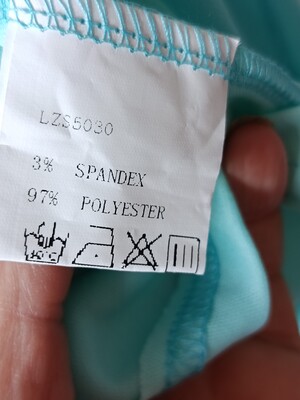 LZS5030
3% SPANDEX
97% POLYESTER